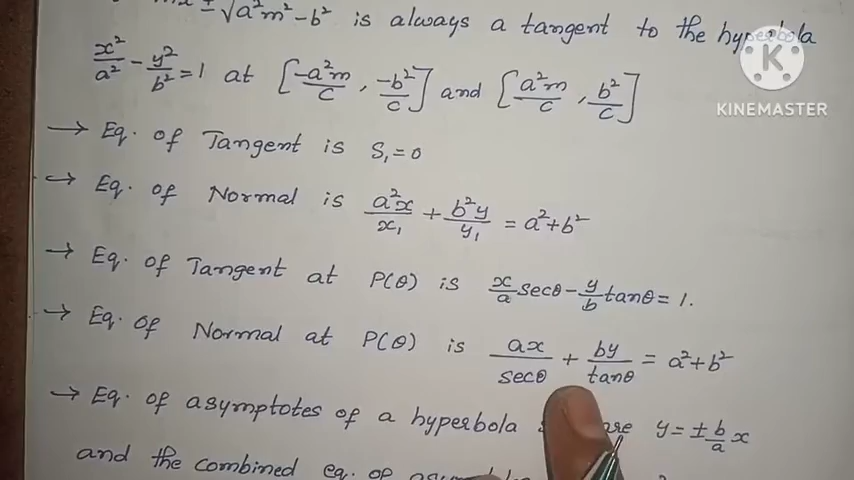 ± √a²m²-b² is always a tangent to the hyperbola
x²/a² - y²/b² = 1 at [-a²m/c, -b²/c] and [a²m/c, b²/c]
→ Eq. of Tangent is S₁=0
→ Eq. of Normal is a²x/x₁ + b²y/y₁ = a²+b²
→ Eq. of Tangent at P(θ) is x/a secθ - y/b tanθ = 1.
→ Eq. of Normal at P(θ) is ax/secθ + by/tanθ = a²+b²
→ Eq. of asymptotes of a hyperbola are y = ± b/a x
and the combined eq. of
K
KINEMASTER